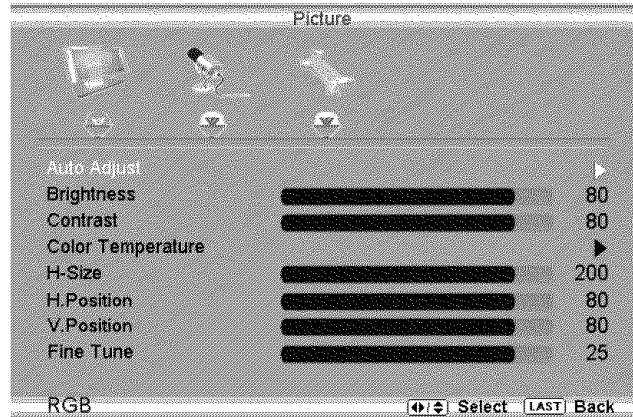 Picture
Auto Adjust
Brightness 80
Contrast 80
Color Temperature
H-Size 200
H.Position 80
V.Position 80
Fine Tune 25
RGB Select LAST Back